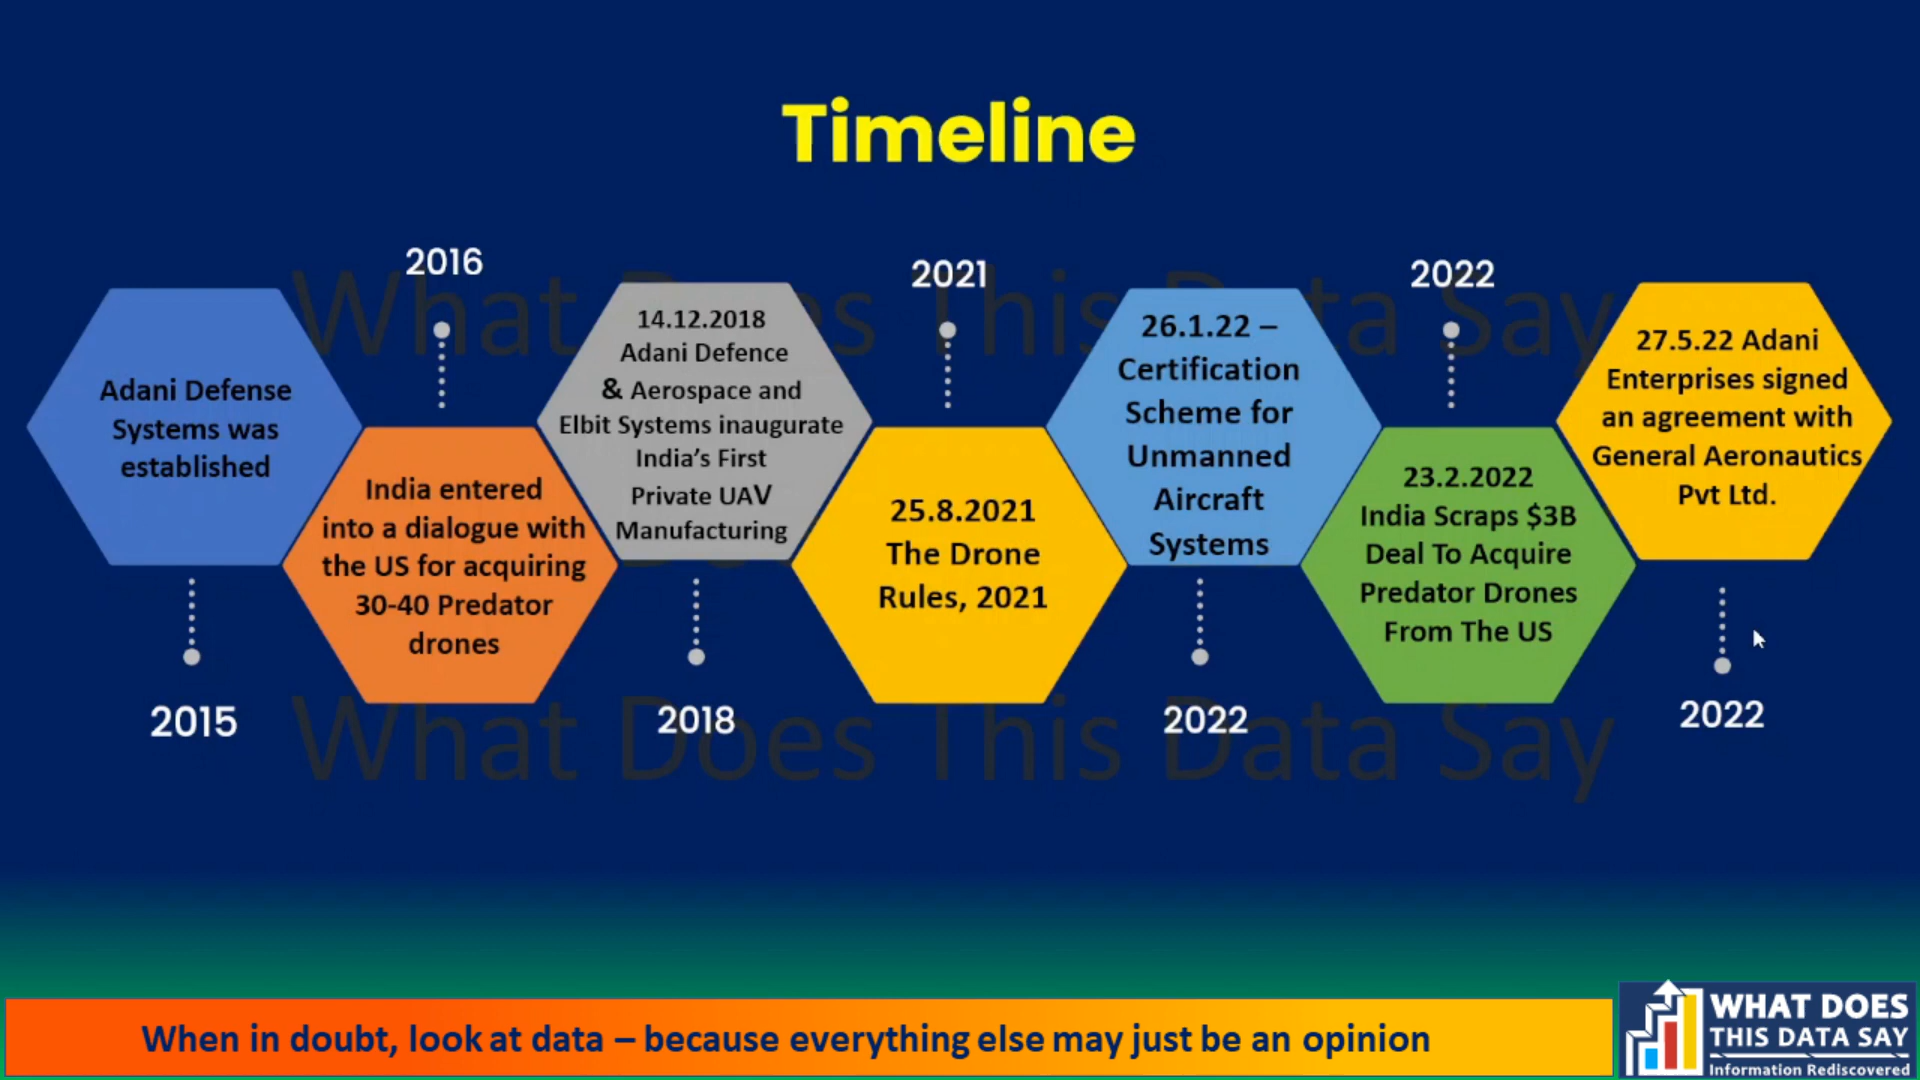 Timeline
2015
Adani Defense
Systems was
established
2016
India entered
into a dialogue with
the US for acquiring
30-40 Predator
drones
14.12.2018
Adani Defence
& Aerospace and
Elbit Systems inaugurate
India’s First
Private UAV
Manufacturing
2018
2021
25.8.2021
The Drone
Rules, 2021
26.1.22 –
Certification
Scheme for
Unmanned
Aircraft
Systems
2022
2022
23.2.2022
India Scraps $3B
Deal To Acquire
Predator Drones
From The US
27.5.22 Adani
Enterprises signed
an agreement with
General Aeronautics
Pvt Ltd.
2022
What Does This Data Say
What Does This Data Say
When in doubt, look at data – because everything else may just be an opinion
WHAT DOES
THIS DATA SAY
Information Rediscovered